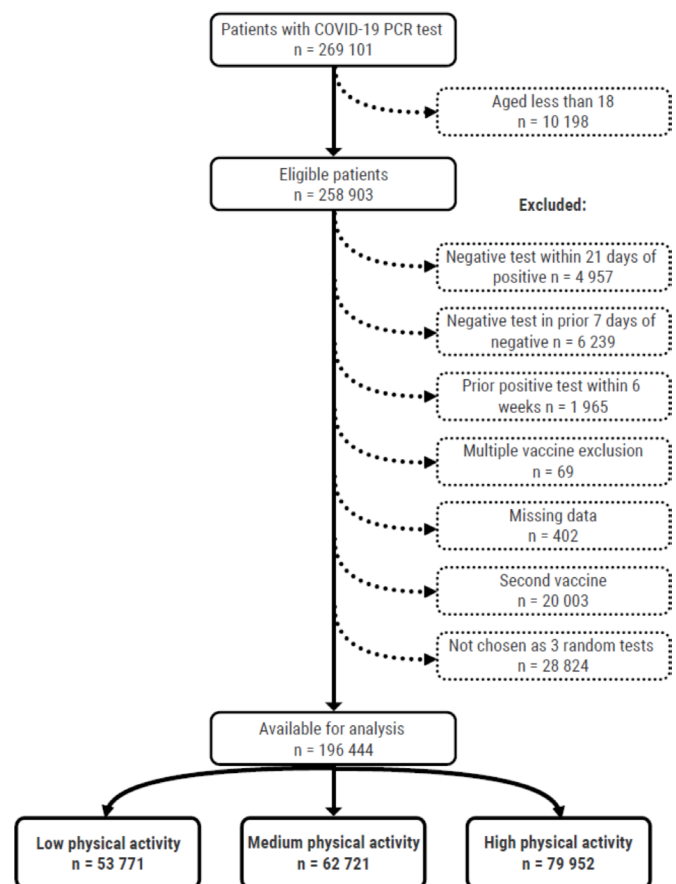 Patients with COVID-19 PCR test
n = 269 101
Aged less than 18
n = 10 198
Eligible patients
n = 258 903
Excluded:
Negative test within 21 days of
positive n = 4 957
Negative test in prior 7 days of
negative n = 6 239
Prior positive test within 6
weeks n = 1 965
Multiple vaccine exclusion
n = 69
Missing data
n = 402
Second vaccine
n = 20 003
Not chosen as 3 random tests
n = 28 824
Available for analysis
n = 196 444
Low physical activity
n = 53 771
Medium physical activity
n = 62 721
High physical activity
n = 79 952